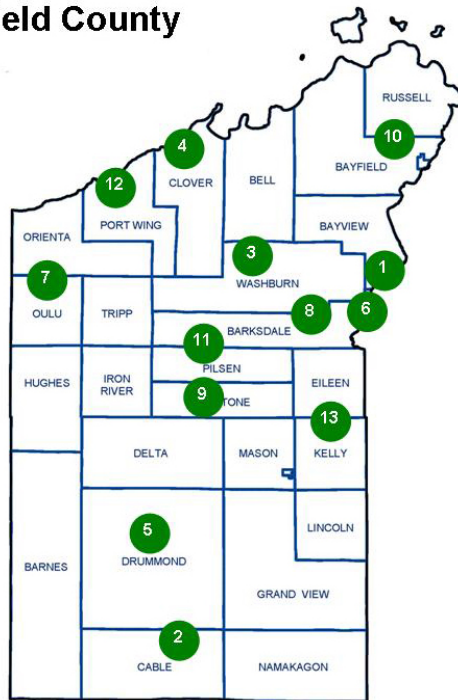 eld County
RUSSELL
10
4
BAYFIELD
12
CLOVER
BELL
PORT WING
BAYVIEW
ORIENTA
3
1
7
WASHBURN
8
6
OULU
TRIPP
BARKSDALE
11
PILSEN
HUGHES
IRON
RIVER
EILEEN
9
TONE
13
DELTA
MASON
KELLY
5
LINCOLN
DRUMMOND
BARNES
GRAND VIEW
2
CABLE
NAMAKAGON